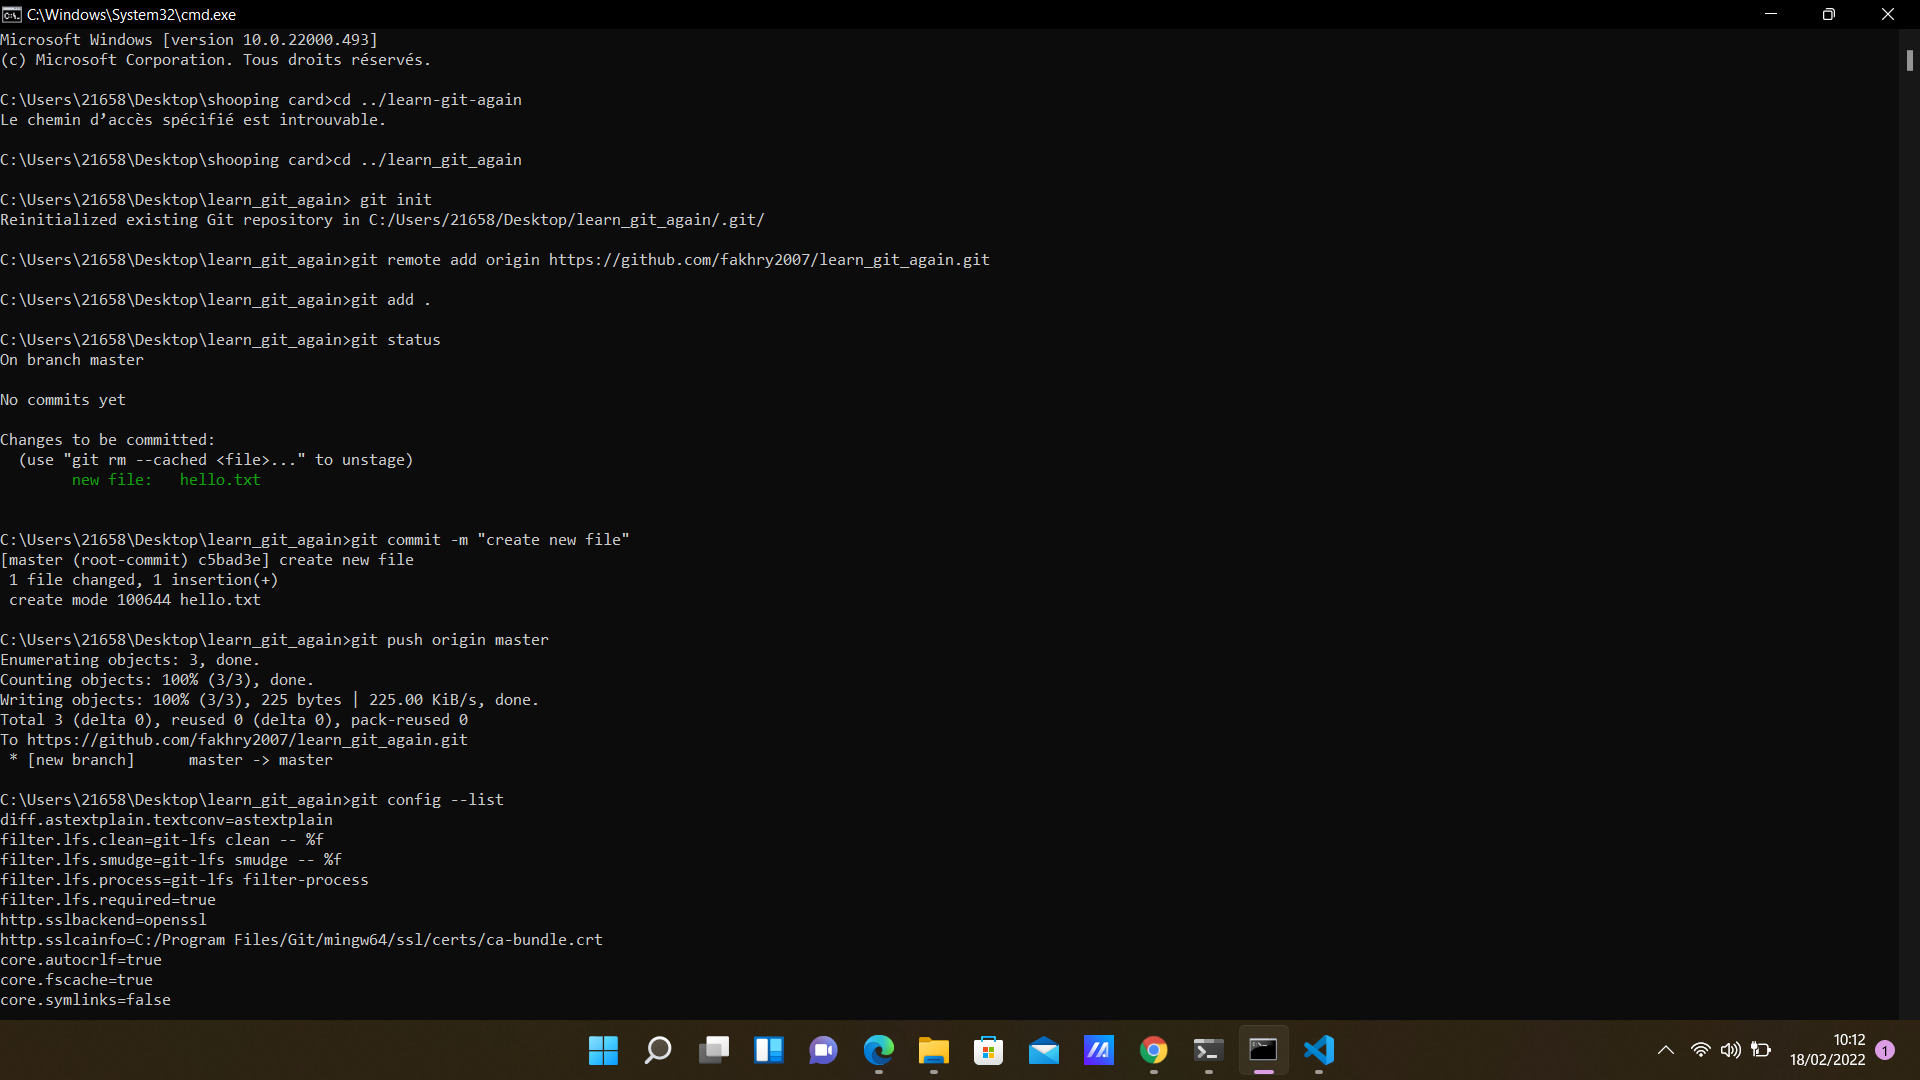 C:\Windows\System32\cmd.exe
Microsoft Windows [version 10.0.22000.493]
(c) Microsoft Corporation. Tous droits réservés.
C:\Users\21658\Desktop\shooping card>cd ../learn-git-again
Le chemin d’accès spécifié est introuvable.
C:\Users\21658\Desktop\shooping card>cd ../learn_git_again
C:\Users\21658\Desktop\learn_git_again> git init
Reinitialized existing Git repository in C:/Users/21658/Desktop/learn_git_again/.git/
C:\Users\21658\Desktop\learn_git_again>git remote add origin https://github.com/fakhry2007/learn_git_again.git
C:\Users\21658\Desktop\learn_git_again>git add .
C:\Users\21658\Desktop\learn_git_again>git status
On branch master
No commits yet
Changes to be committed:
  (use "git rm --cached <file>..." to unstage)
        new file:   hello.txt
C:\Users\21658\Desktop\learn_git_again>git commit -m "create new file"
[master (root-commit) c5bad3e] create new file
 1 file changed, 1 insertion(+)
 create mode 100644 hello.txt
C:\Users\21658\Desktop\learn_git_again>git push origin master
Enumerating objects: 3, done.
Counting objects: 100% (3/3), done.
Writing objects: 100% (3/3), 225 bytes | 225.00 KiB/s, done.
Total 3 (delta 0), reused 0 (delta 0), pack-reused 0
To https://github.com/fakhry2007/learn_git_again.git
 * [new branch]      master -> master
C:\Users\21658\Desktop\learn_git_again>git config --list
diff.astextplain.textconv=astextplain
filter.lfs.clean=git-lfs clean -- %f
filter.lfs.smudge=git-lfs smudge -- %f
filter.lfs.process=git-lfs filter-process
filter.lfs.required=true
http.sslbackend=openssl
http.sslcainfo=C:/Program Files/Git/mingw64/ssl/certs/ca-bundle.crt
core.autocrlf=true
core.fscache=true
core.symlinks=false
10:12
18/02/2022
1